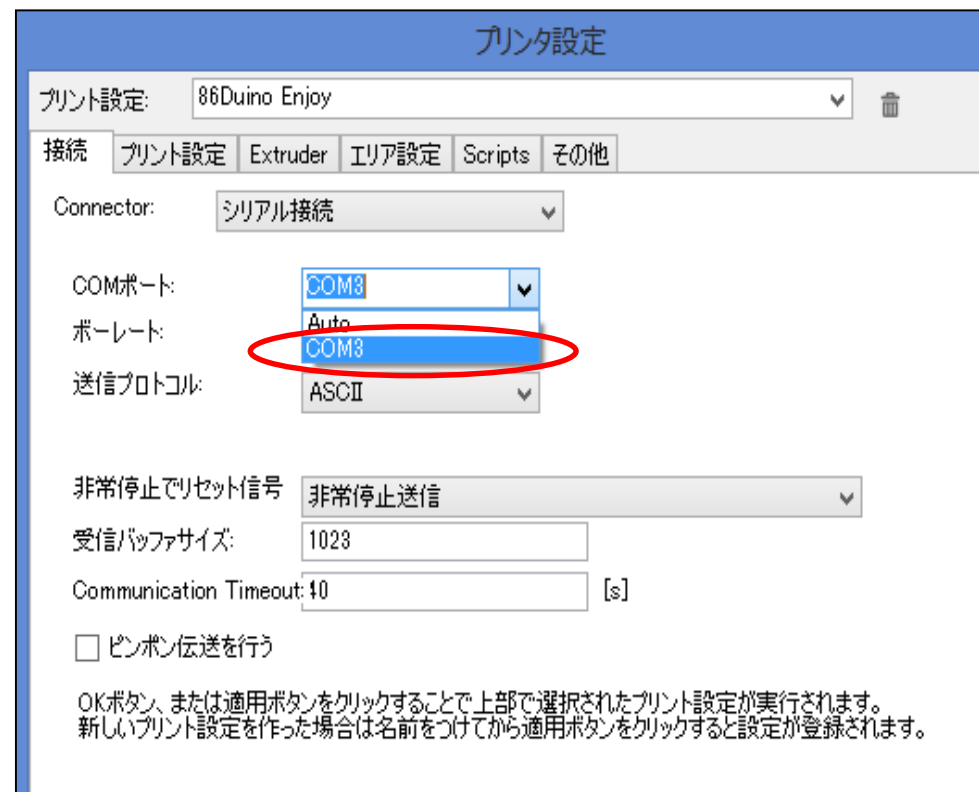 プリンタ設定
プリント設定: 86Duino Enjoy
接続 プリント設定 Extruder エリア設定 Scripts その他
Connector: シリアル接続
COMポート: COM3
Auto
ボーレート:
COM3
送信プロトコル: ASCII
非常停止でリセット信号 非常停止送信
受信バッファサイズ: 1023
Communication Timeout: 40 [s]
ピンポン伝送を行う
OKボタン、または適用ボタンをクリックすることで上部で選択されたプリント設定が実行されます。
新しいプリント設定を作った場合は名前をつけてから適用ボタンをクリックすると設定が登録されます。